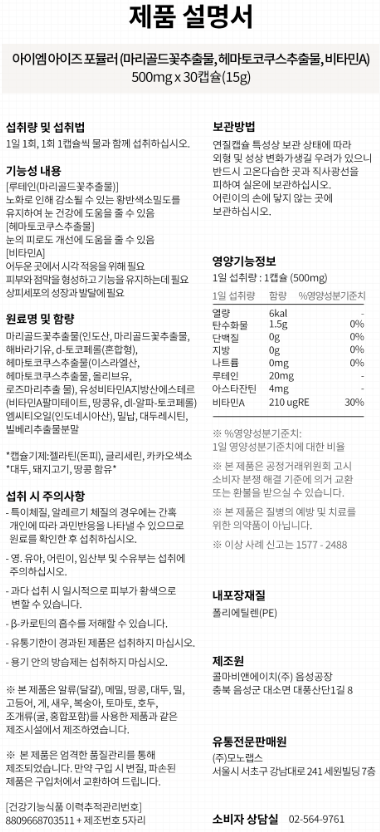 제품 설명서
아이엠 아이즈 포뮬러 (마리골드꽃추출물, 헤마토코쿠스추출물, 비타민A)
500mg x 30캡슐(15g)
섭취량 및 섭취법
1일 1회, 1회 1캡슐씩 물과 함께 섭취하십시오.
기능성 내용
[루테인(마리골드꽃추출물)]
노화로 인해 감소될 수 있는 황반색소밀도를
유지하여 눈 건강에 도움을 줄 수 있음
[헤마토코쿠스추출물]
눈의 피로도 개선에 도움을 줄 수 있음
[비타민A]
어두운 곳에서 시각 적응을 위해 필요
피부와 점막을 형성하고 기능을 유지하는데 필요
상피세포의 성장과 발달에 필요
원료명 및 함량
마리골드꽃추출물(인도산, 마리골드꽃추출물,
해바라기유, d-토코페롤(혼합형),
헤마토코쿠스추출물(이스라엘산,
헤마토코쿠스추출물, 올리브유,
로즈마리추출 물), 유성비타민A지방산에스테르
(비타민A팔미테이트, 땅콩유, dl-알파-토코페롤)
엠씨티오일(인도네시아산), 밀납, 대두레시틴,
빌베리추출물분말
*캡슐기제:젤라틴(돈피), 글리세린, 카카오색소
*대두, 돼지고기, 땅콩 함유*
섭취 시 주의사항
- 특이체질, 알레르기 체질의 경우에는 간혹
개인에 따라 과민반응을 나타낼 수 있으므로
원료를 확인한 후 섭취하십시오.
- 영. 유아, 어린이, 임산부 및 수유부는 섭취에
주의하십시오.
- 과다 섭취 시 일시적으로 피부가 황색으로
변할 수 있습니다.
- β-카로틴의 흡수를 저해할 수 있습니다.
- 유통기한이 경과된 제품은 섭취하지 마십시오.
- 용기 안의 방습제는 섭취하지 마십시오.
※ 본 제품은 알류(달걀), 메밀, 땅콩, 대두, 밀,
고등어, 게, 새우, 복숭아, 토마토, 호두,
조개류(굴, 홍합포함)를 사용한 제품과 같은
제조시설에서 제조하였습니다.
※ 본 제품은 엄격한 품질관리를 통해
제조되었습니다. 만약 구입 시 변질, 파손된
제품은 구입처에서 교환하여 드립니다.
[건강기능식품 이력추적관리번호]
8809668703511 + 제조번호 5자리
보관방법
연질캡슐 특성상 보관 상태에 따라
외형 및 성상 변화가생길 우려가 있으니
반드시 고온다습한 곳과 직사광선을
피하여 실온에 보관하십시오.
어린이의 손에 닿지 않는 곳에
보관하십시오.
영양기능정보
1일 섭취량 : 1캡슐 (500mg)
1일 섭취량 함량 %영양성분기준치
열량 6kal -
탄수화물 1.5g 0%
단백질 0g 0%
지방 0g 0%
나트륨 0mg 0%
루테인 20mg -
아스타잔틴 4mg -
비타민A 210 ugRE 30%
※ %영양성분기준치:
1일 영양성분기준치에 대한 비율
※ 본 제품은 공정거래위원회 고시
소비자 분쟁 해결 기준에 의거 교환
또는 환불을 받으실 수 있습니다.
※ 본 제품은 질병의 예방 및 치료를
위한 의약품이 아닙니다.
※ 이상 사례 신고는 1577 - 2488
내포장재질
폴리에틸렌(PE)
제조원
콜마비앤에이치(주) 음성공장
충북 음성군 대소면 대풍산단1길 8
유통전문판매원
(주)모노랩스
서울시 서초구 강남대로 241 세원빌딩 7층
소비자 상담실 02-564-9761